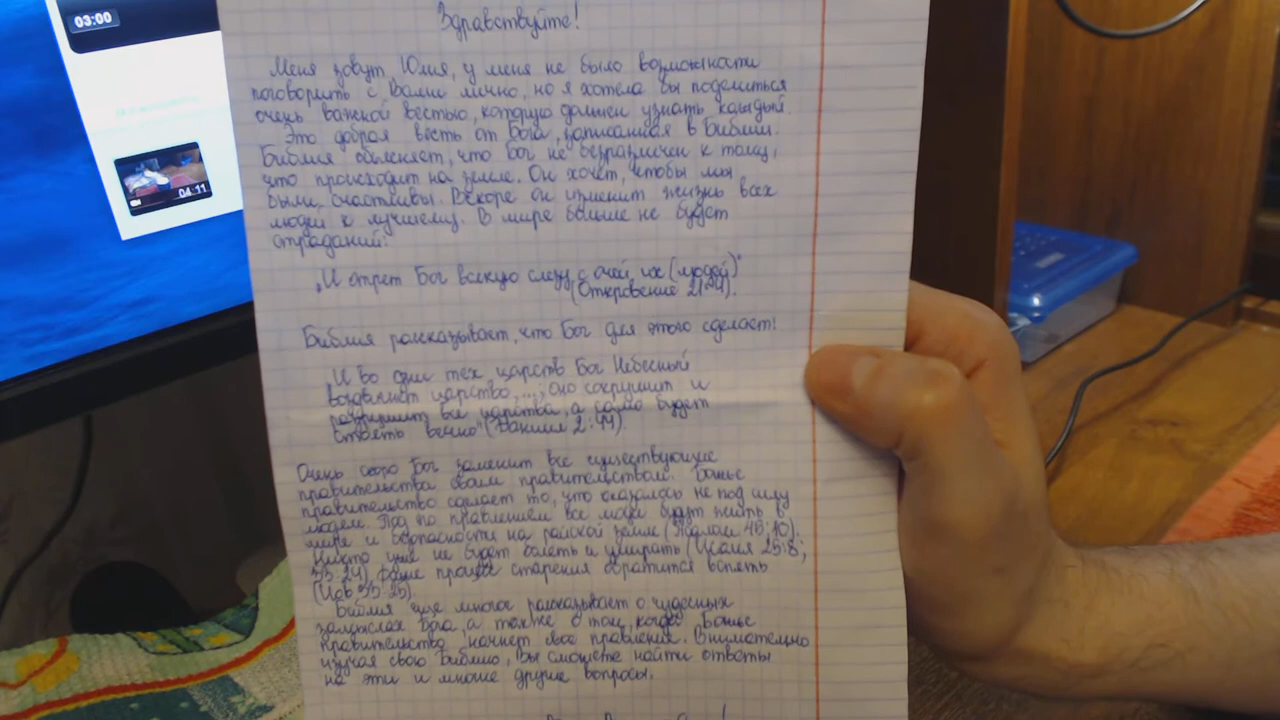 03:00
04:11
Здравствуйте!
Меня зовут Юлия, у меня не было возможности
поговорить с Вами лично, но я хотела бы поделиться
очень важной вестью, которую должен узнать каждый.
Это добрая весть от Бога, записанная в Библии.
Библия объясняет, что Бог не безразличен к тому,
что происходит на земле. Он хочет, чтобы мы
были счастливы. Вскоре он изменит жизнь всех
людей к лучшему. В мире больше не будет
страданий:
„И отрет Бог всякую слезу с очей их (людей)"
(Откровение 21:4).
Библия рассказывает, что Бог для этого сделает:
И во дни тех царств Бог Небесный
воздвигнет царство, ...; оно сокрушит и
разрушит все царства, а само будет
стоять вечно" (Даниил 2:44).
Очень скоро Бог заменит все существующие
правительства своим правительством. Божье
правительство сделает то, что оказалось не под силу
людям. Под его правлением все люди будут жить в
мире и безопасности на райской земле (Псалом 45:10).
Никто уже не будет болеть и умирать (Исаия 25:8;
33:24). Даже процесс старения обратится вспять
(Иов 33:25).
Библия еще многое рассказывает о чудесных
замыслах Бога, а также о том, когда Божье
правительство начнет свое правление. Внимательно
изучая свою Библию, Вы сможете найти ответы
на эти и многие другие вопросы.